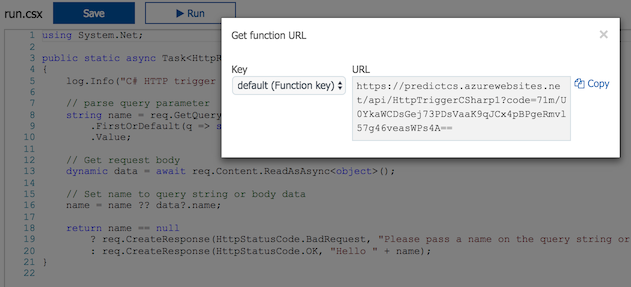 run.csx
Save
Run
Get function URL
Key
default (Function key)
URL
https://predictcs.azurewebsites.ne
t/api/HttpTriggerCSharp1?code=71m/U
0YkaWCDsGej73PDsVaaK9qJCx4pBPgeRmvl
57g46veasWPs4A==
Copy
1 using System.Net;
2
3 public static async Task<HttpR
4 {
5 log.Info("C# HTTP trigger
6
7 // parse query parameter
8 string name = req.GetQuery
9 .FirstOrDefault(q => s
10 .Value;
11
12 // Get request body
13 dynamic data = await req.Content.ReadAsAsync<object>();
14
15 // Set name to query string or body data
16 name = name ?? data?.name;
17
18 return name == null
19 ? req.CreateResponse(HttpStatusCode.BadRequest, "Please pass a name on the query string or
20 : req.CreateResponse(HttpStatusCode.OK, "Hello " + name);
21 }
22